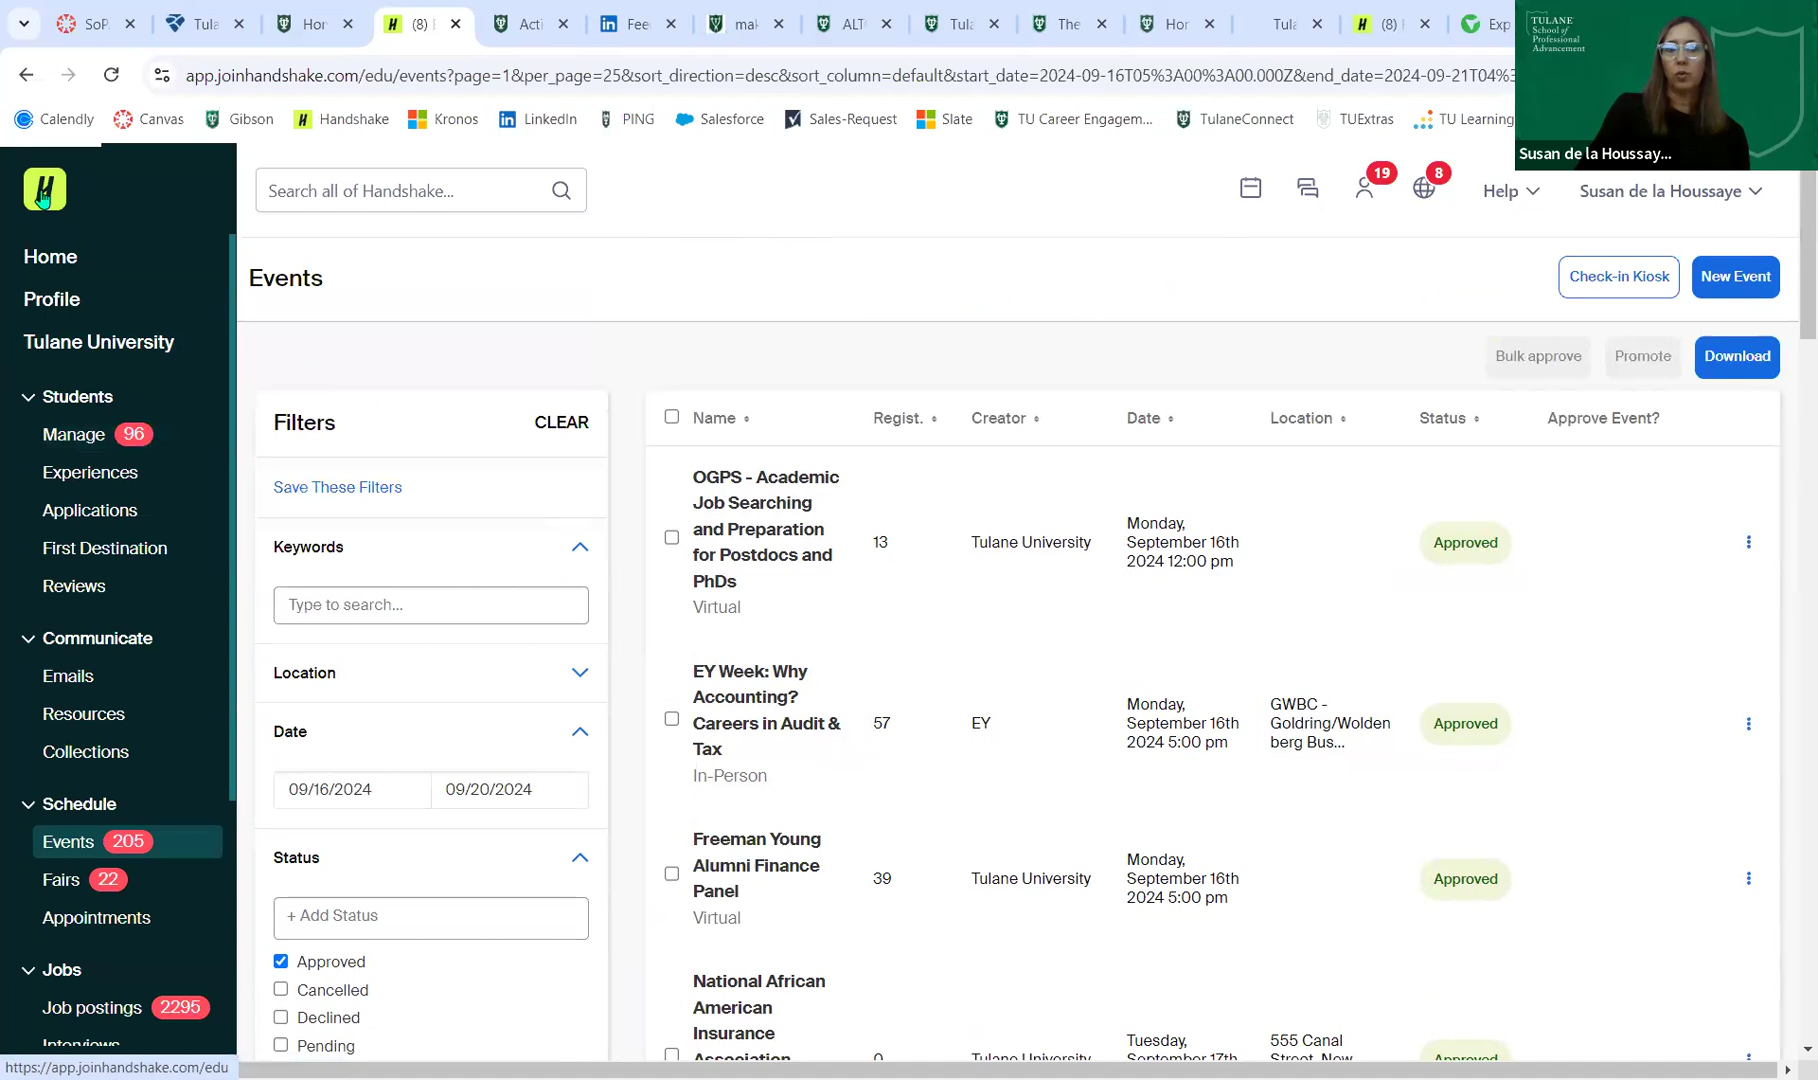 SoP.
Tula
Hor
(8) E
Acti
Fee
mak
ALT
Tula
The
Hor
Tula
(8) H
Exp
app.joinhandshake.com/edu/events?page=1&per_page=25&sort_direction=desc&sort_column=default&start_date=2024-09-16T05%3A00%3A00.000Z&end_date=2024-09-21T04%3
Calendly
Canvas
Gibson
Handshake
Kronos
LinkedIn
PING
Salesforce
Sales-Request
Slate
TU Career Engagem...
TulaneConnect
TUExtras
TU Learning
TULANE
School of
Professional
Advancement
Susan de la Houssay...
Search all of Handshake...
19
8
Help
Susan de la Houssaye
Home
Profile
Tulane University
Students
Manage 96
Experiences
Applications
First Destination
Reviews
Communicate
Emails
Resources
Collections
Schedule
Events 205
Fairs 22
Appointments
Jobs
Job postings 2295
Interviews
https://app.joinhandshake.com/edu
Events
Check-in Kiosk
New Event
Bulk approve
Promote
Download
Filters
CLEAR
Save These Filters
Keywords
Type to search...
Location
Date
09/16/2024
09/20/2024
Status
+ Add Status
Approved
Cancelled
Declined
Pending
Name
Regist.
Creator
Date
Location
Status
Approve Event?
OGPS - Academic
Job Searching
and Preparation
for Postdocs and
PhDs
Virtual
13
Tulane University
Monday,
September 16th
2024 12:00 pm
Approved
EY Week: Why
Accounting?
Careers in Audit &
Tax
In-Person
57
EY
Monday,
September 16th
2024 5:00 pm
GWBC -
Goldring/Wolden
berg Bus...
Approved
Freeman Young
Alumni Finance
Panel
Virtual
39
Tulane University
Monday,
September 16th
2024 5:00 pm
Approved
National African
American
Insurance
Association
0
Tulane University
Tuesday,
September 17th
555 Canal
Street, New
Approved